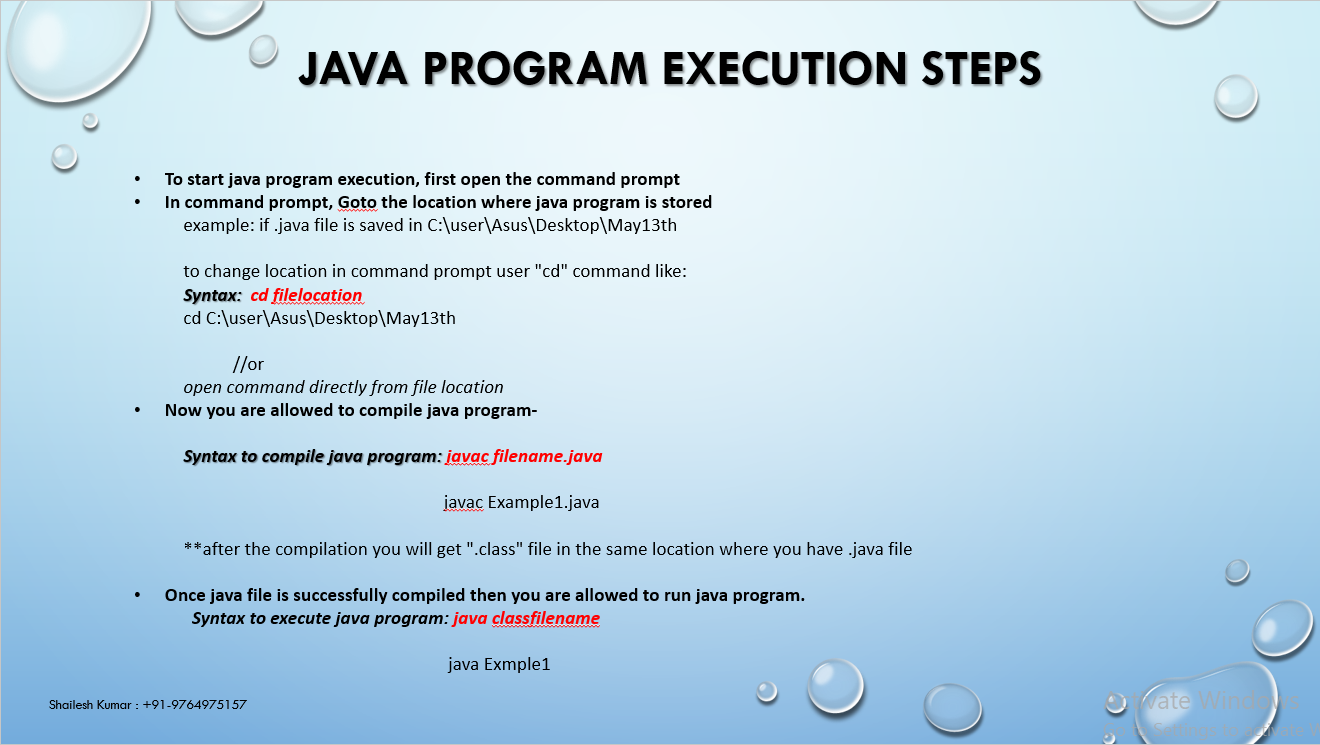 JAVA PROGRAM EXECUTION STEPS
• To start java program execution, first open the command prompt
• In command prompt, Goto the location where java program is stored
example: if .java file is saved in C:\user\Asus\Desktop\May13th
to change location in command prompt user "cd" command like:
Syntax: cd filelocation
cd C:\user\Asus\Desktop\May13th
//or
open command directly from file location
• Now you are allowed to compile java program-
Syntax to compile java program: javac filename.java
javac Example1.java
**after the compilation you will get ".class" file in the same location where you have .java file
• Once java file is successfully compiled then you are allowed to run java program.
Syntax to execute java program: java classfilename
java Exmple1
Shailesh Kumar : +91-9764975157
Activate Windows